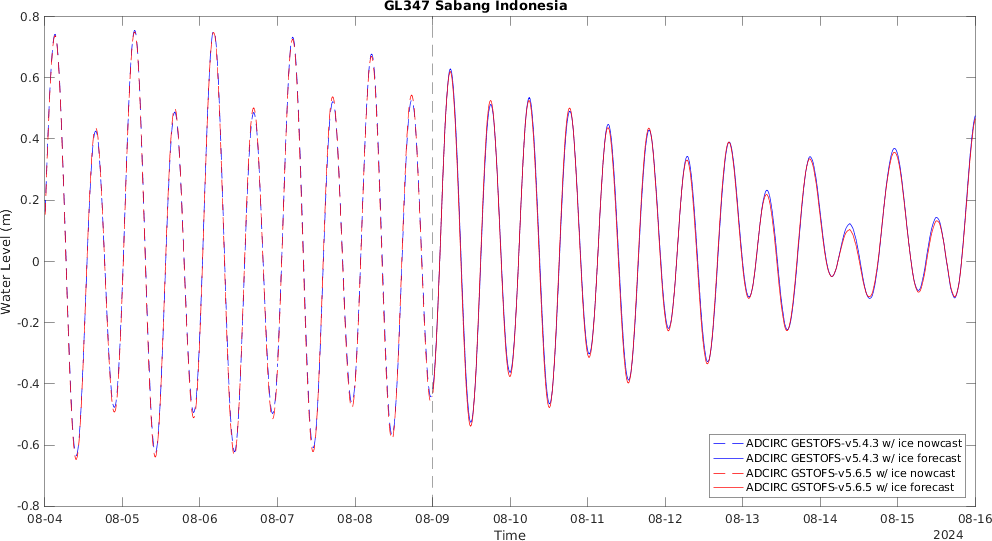 GL347 Sabang Indonesia
0.8
0.6
0.4
0.2
0
-0.2
-0.4
-0.6
-0.8
Water Level (m)
ADCIRC GESTOFS-v5.4.3 w/ ice nowcast
ADCIRC GESTOFS-v5.4.3 w/ ice forecast
ADCIRC GSTOFS-v5.6.5 w/ ice nowcast
ADCIRC GSTOFS-v5.6.5 w/ ice forecast
08-04 08-05 08-06 08-07 08-08 08-09 08-10 08-11 08-12 08-13 08-14 08-15 08-16
Time
2024